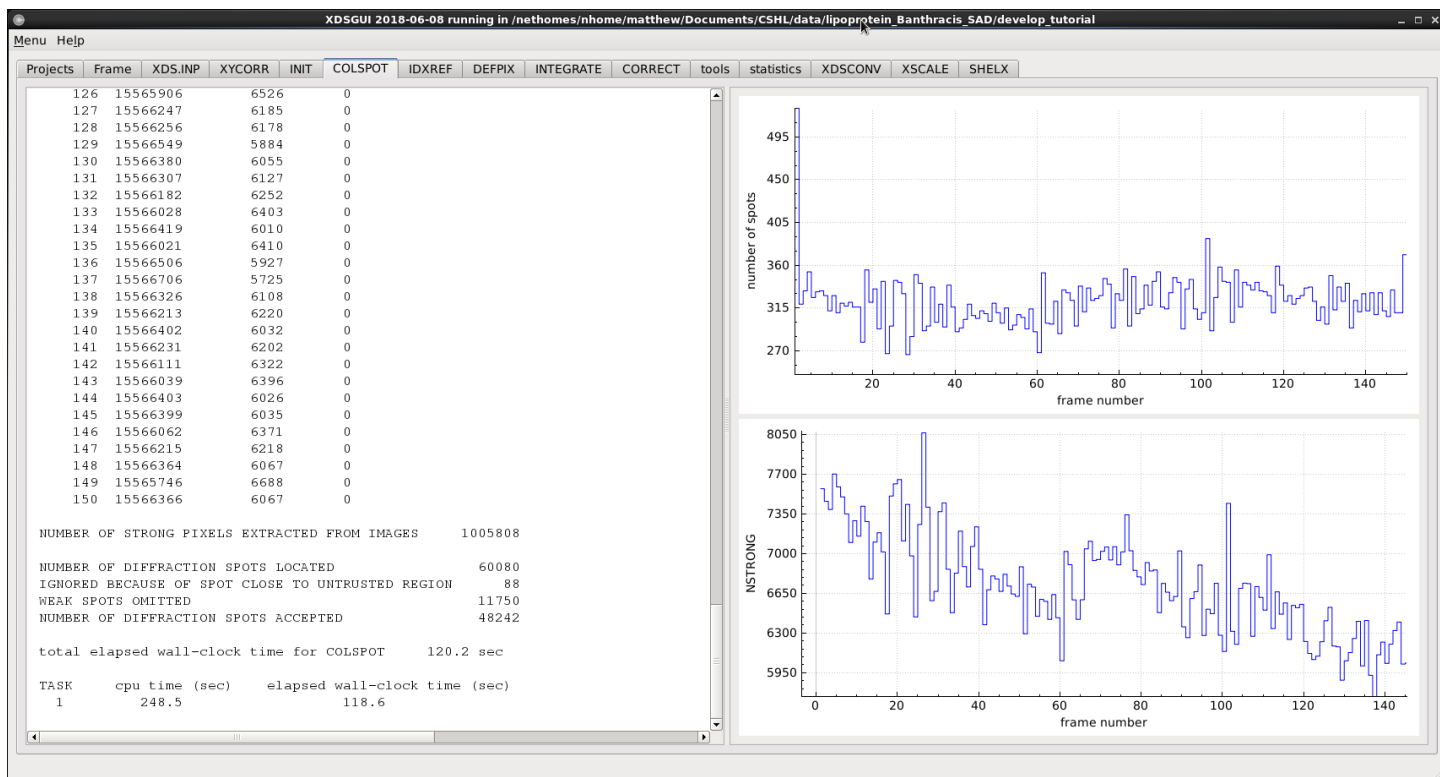 XDSGUI 2018-06-08 running in /nethomes/nhome/matthew/Documents/CSHL/data/lipoprotein_Banthracis_SAD/develop_tutorial
Menu Help
Projects Frame XDS.INP XYCORR INIT COLSPOT IDXREF DEFPIX INTEGRATE CORRECT tools statistics XDSCONV XSCALE SHELX
126 15565906 6526 0
127 15566247 6185 0
128 15566256 6178 0
129 15566549 5884 0
130 15566380 6055 0
131 15566307 6127 0
132 15566182 6252 0
133 15566028 6403 0
134 15566419 6010 0
135 15566021 6410 0
136 15566506 5927 0
137 15566706 5725 0
138 15566326 6108 0
139 15566213 6220 0
140 15566402 6032 0
141 15566231 6202 0
142 15566111 6322 0
143 15566039 6396 0
144 15566403 6026 0
145 15566399 6035 0
146 15566062 6371 0
147 15566215 6218 0
148 15566364 6067 0
149 15565746 6688 0
150 15566366 6067 0
NUMBER OF STRONG PIXELS EXTRACTED FROM IMAGES 1005808
NUMBER OF DIFFRACTION SPOTS LOCATED 60080
IGNORED BECAUSE OF SPOT CLOSE TO UNTRUSTED REGION 88
WEAK SPOTS OMITTED 11750
NUMBER OF DIFFRACTION SPOTS ACCEPTED 48242
total elapsed wall-clock time for COLSPOT 120.2 sec
TASK cpu time (sec) elapsed wall-clock time (sec)
1 248.5 118.6
number of spots
495
450
405
360
315
270
20 40 60 80 100 120 140
frame number
NSTRONG
8050
7700
7350
7000
6650
6300
5950
0 20 40 60 80 100 120 140
frame number